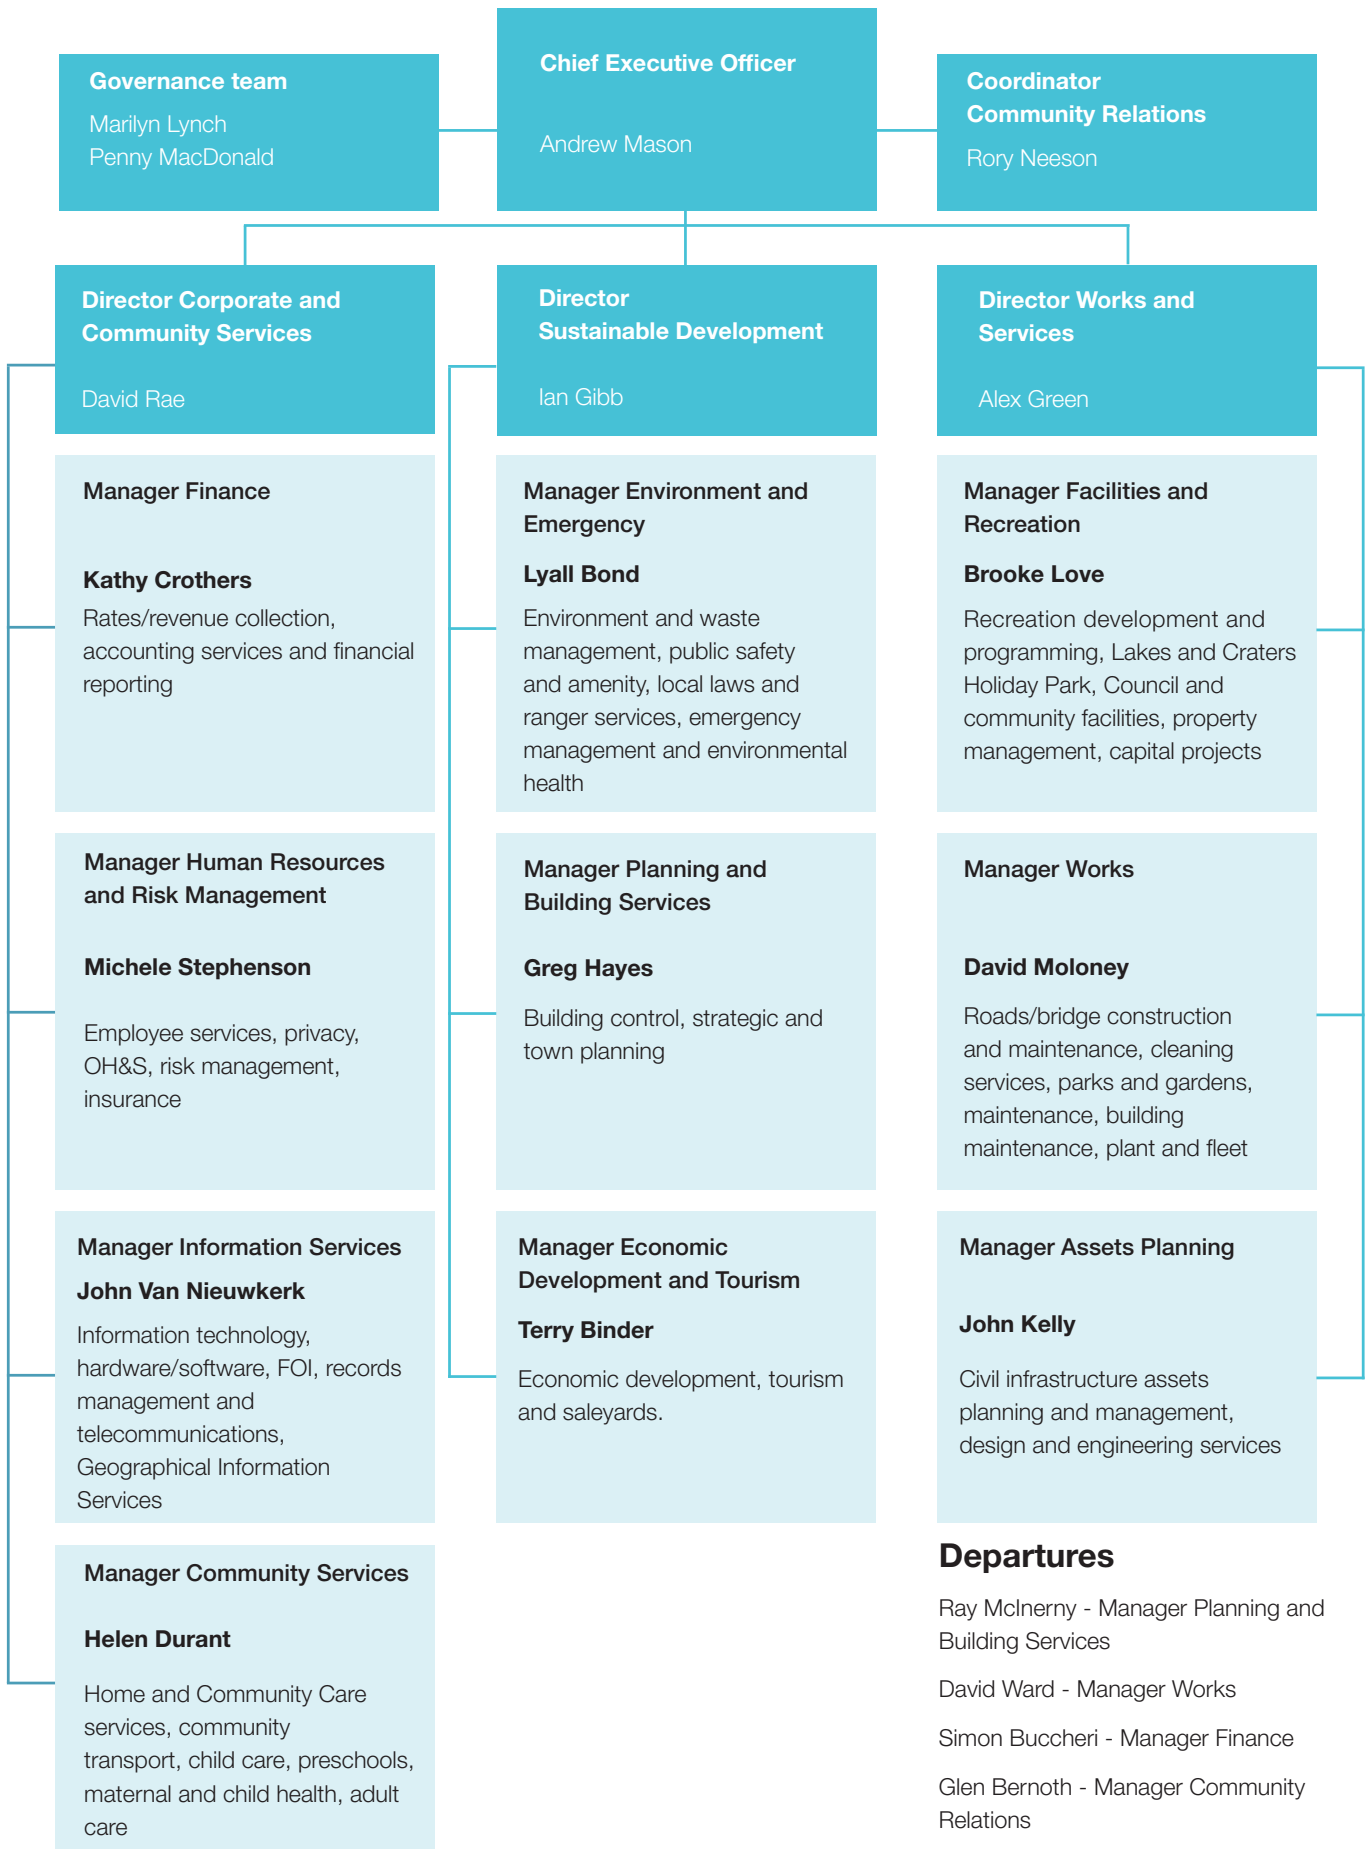 Governance team
Marilyn Lynch
Penny MacDonald
Chief Executive Officer
Andrew Mason
Coordinator
Community Relations
Rory Neeson
Director Corporate and
Community Services
David Rae
Director
Sustainable Development
Ian Gibb
Director Works and
Services
Alex Green
Manager Finance
Kathy Crothers
Rates/revenue collection,
accounting services and financial
reporting
Manager Environment and
Emergency
Lyall Bond
Environment and waste
management, public safety
and amenity, local laws and
ranger services, emergency
management and environmental
health
Manager Facilities and
Recreation
Brooke Love
Recreation development and
programming, Lakes and Craters
Holiday Park, Council and
community facilities, property
management, capital projects
Manager Human Resources
and Risk Management
Michele Stephenson
Employee services, privacy,
OH&S, risk management,
insurance
Manager Planning and
Building Services
Greg Hayes
Building control, strategic and
town planning
Manager Works
David Moloney
Roads/bridge construction
and maintenance, cleaning
services, parks and gardens,
maintenance, building
maintenance, plant and fleet
Manager Information Services
John Van Nieuwkerk
Information technology,
hardware/software, FOI, records
management and
telecommunications,
Geographical Information
Services
Manager Economic
Development and Tourism
Terry Binder
Economic development, tourism
and saleyards.
Manager Assets Planning
John Kelly
Civil infrastructure assets
planning and management,
design and engineering services
Manager Community Services
Helen Durant
Home and Community Care
services, community
transport, child care, preschools,
maternal and child health, adult
care
Departures
Ray McInerny - Manager Planning and
Building Services
David Ward - Manager Works
Simon Buccheri - Manager Finance
Glen Bernoth - Manager Community
Relations